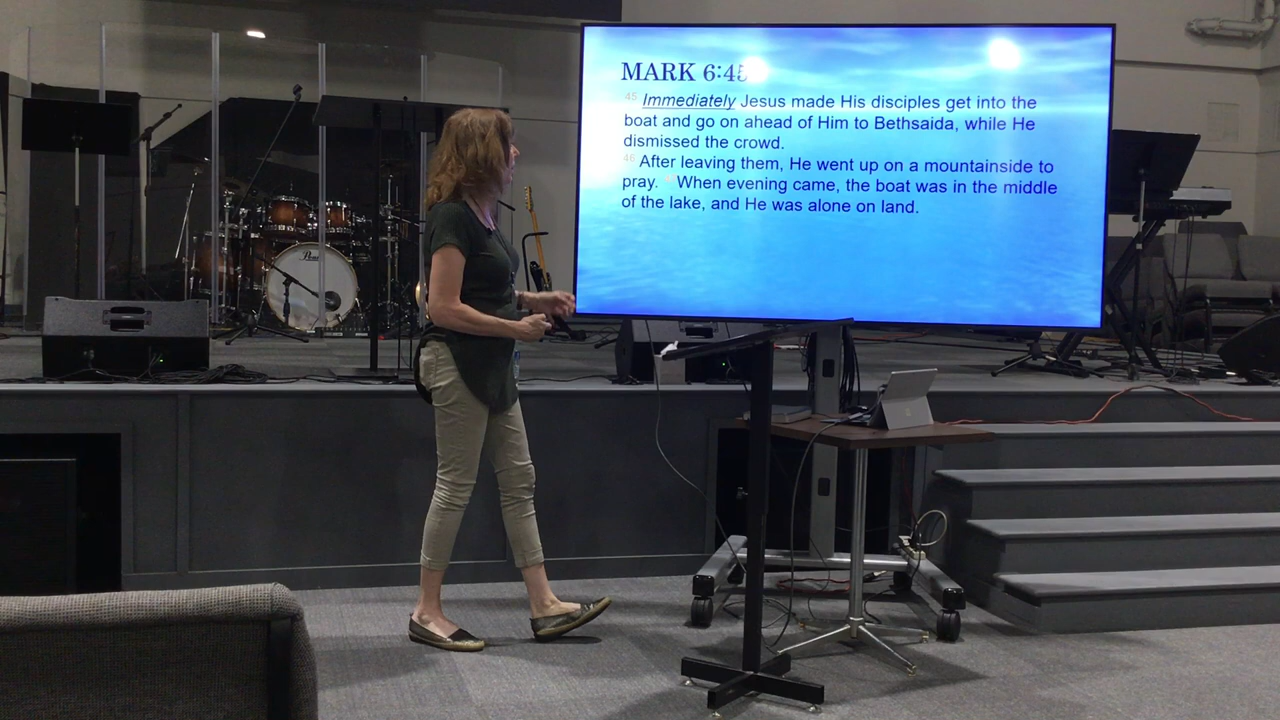 MARK 6:45
45 Immediately Jesus made His disciples get into the
boat and go on ahead of Him to Bethsaida, while He
dismissed the crowd.
46 After leaving them, He went up on a mountainside to
pray. When evening came, the boat was in the middle
of the lake, and He was alone on land.
Pearl